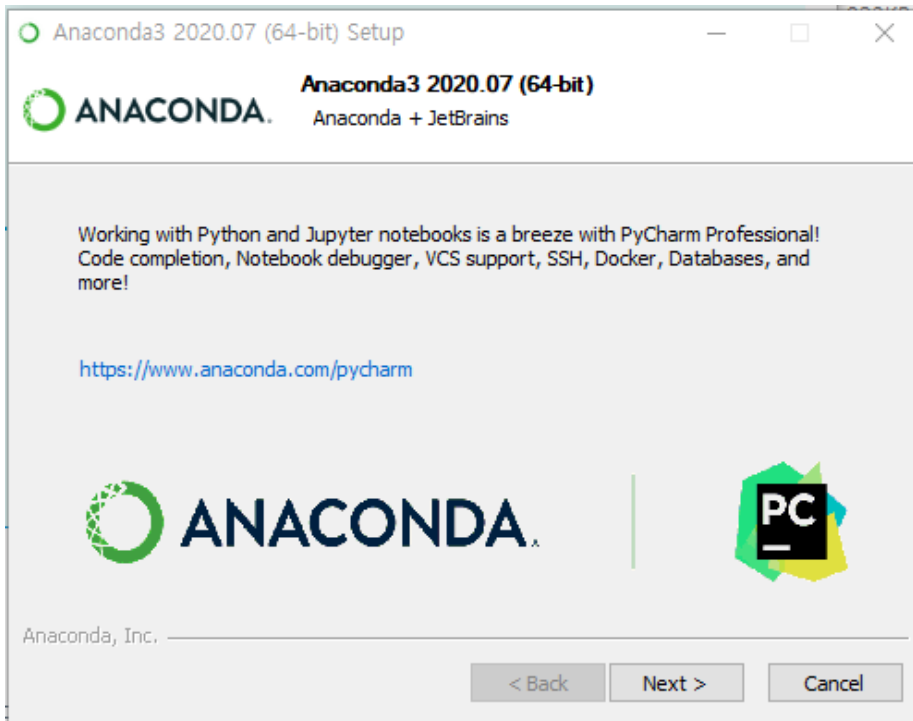 Anaconda3 2020.07 (64-bit) Setup
ANACONDA.
Anaconda3 2020.07 (64-bit)
Anaconda + JetBrains
Working with Python and Jupyter notebooks is a breeze with PyCharm Professional!
Code completion, Notebook debugger, VCS support, SSH, Docker, Databases, and
more!
https://www.anaconda.com/pycharm
ANACONDA.
PC
Anaconda, Inc.
< Back
Next >
Cancel